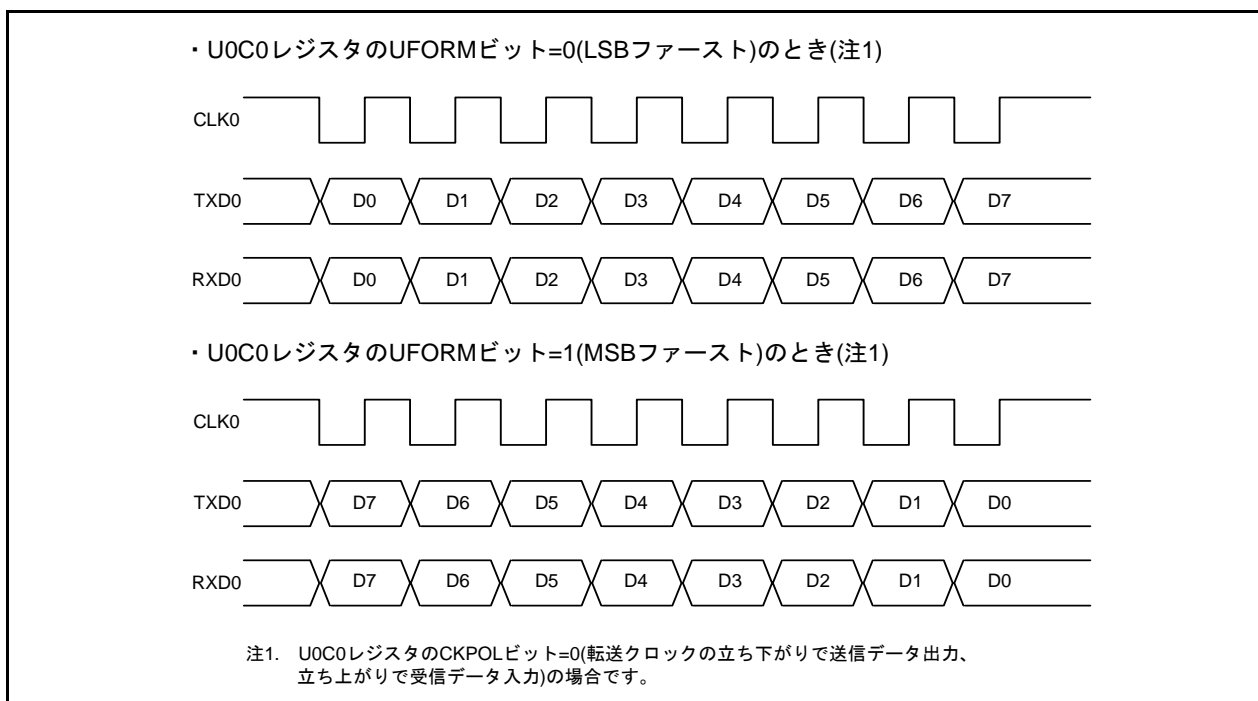 ・U0C0レジスタのUFORMビット=0(LSBファースト)のとき(注1)
CLK0
TXD0 D0 D1 D2 D3 D4 D5 D6 D7
RXD0 D0 D1 D2 D3 D4 D5 D6 D7
・U0C0レジスタのUFORMビット=1(MSBファースト)のとき(注1)
CLK0
TXD0 D7 D6 D5 D4 D3 D2 D1 D0
RXD0 D7 D6 D5 D4 D3 D2 D1 D0
注1. U0C0レジスタのCKPOLビット=0(転送クロックの立ち下がりで送信データ出力、
立ち上がりで受信データ入力)の場合です。